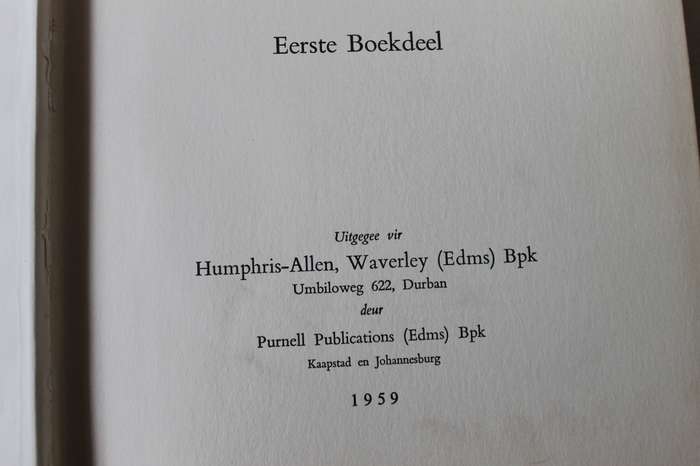 Eerste Boekdeel
Uitgegee vir
Humphris-Allen, Waverley (Edms) Bpk
Umbiloweg 622, Durban
deur
Purnell Publications (Edms) Bpk
Kaapstad en Johannesburg
1959